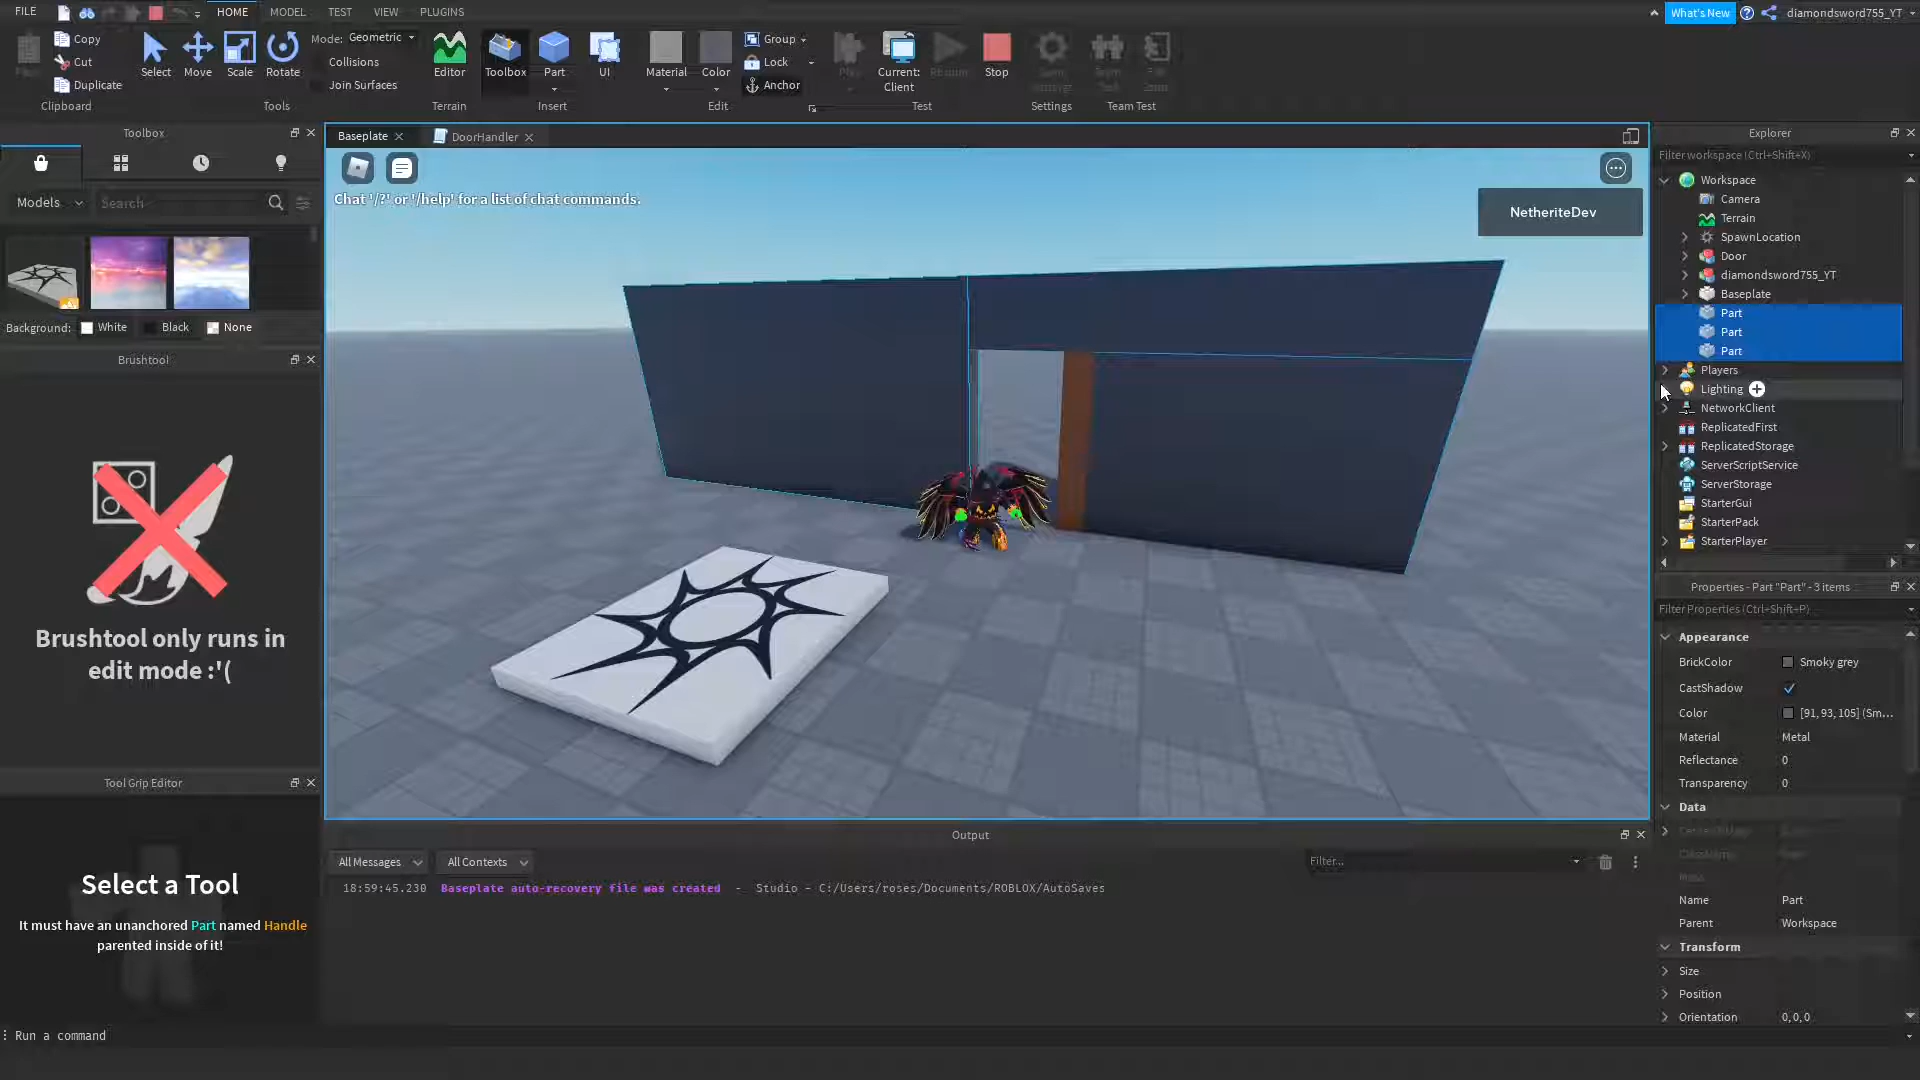 FILE
HOME
MODEL
TEST
VIEW
PLUGINS
What's New
diamondsword755_YT
Copy
Cut
Duplicate
Clipboard
Select
Move
Scale
Rotate
Tools
Mode: Geometric
Collisions
Join Surfaces
Editor
Terrain
Toolbox
Part
UI
Insert
Material
Color
Group
Lock
Anchor
Edit
Current:
Client
Stop
Test
Settings
Team Test
Toolbox
Models
Search
Background: White Black None
Brushtool
Brushtool only runs in
edit mode :'(
Tool Grip Editor
Select a Tool
It must have an unanchored Part named Handle
parented inside of it!
Run a command
Baseplate
DoorHandler
Chat '/?' or '/help' for a list of chat commands.
NetheriteDev
Output
All Messages
All Contexts
Filter...
18:59:45.230 Baseplate auto-recovery file was created - Studio - C:/Users/roses/Documents/ROBLOX/AutoSaves
Explorer
Filter workspace (Ctrl+Shift+X)
Workspace
Camera
Terrain
SpawnLocation
Door
diamondsword755_YT
Baseplate
Part
Part
Part
Players
Lighting
NetworkClient
ReplicatedFirst
ReplicatedStorage
ServerScriptService
ServerStorage
StarterGui
StarterPack
StarterPlayer
Properties - Part "Part" - 3 items
Filter Properties (Ctrl+Shift+P)
Appearance
BrickColor Smoky grey
CastShadow
Color [91, 93, 105] (Sm...
Material Metal
Reflectance 0
Transparency 0
Data
Name Part
Parent Workspace
Transform
Size
Position
Orientation 0, 0, 0